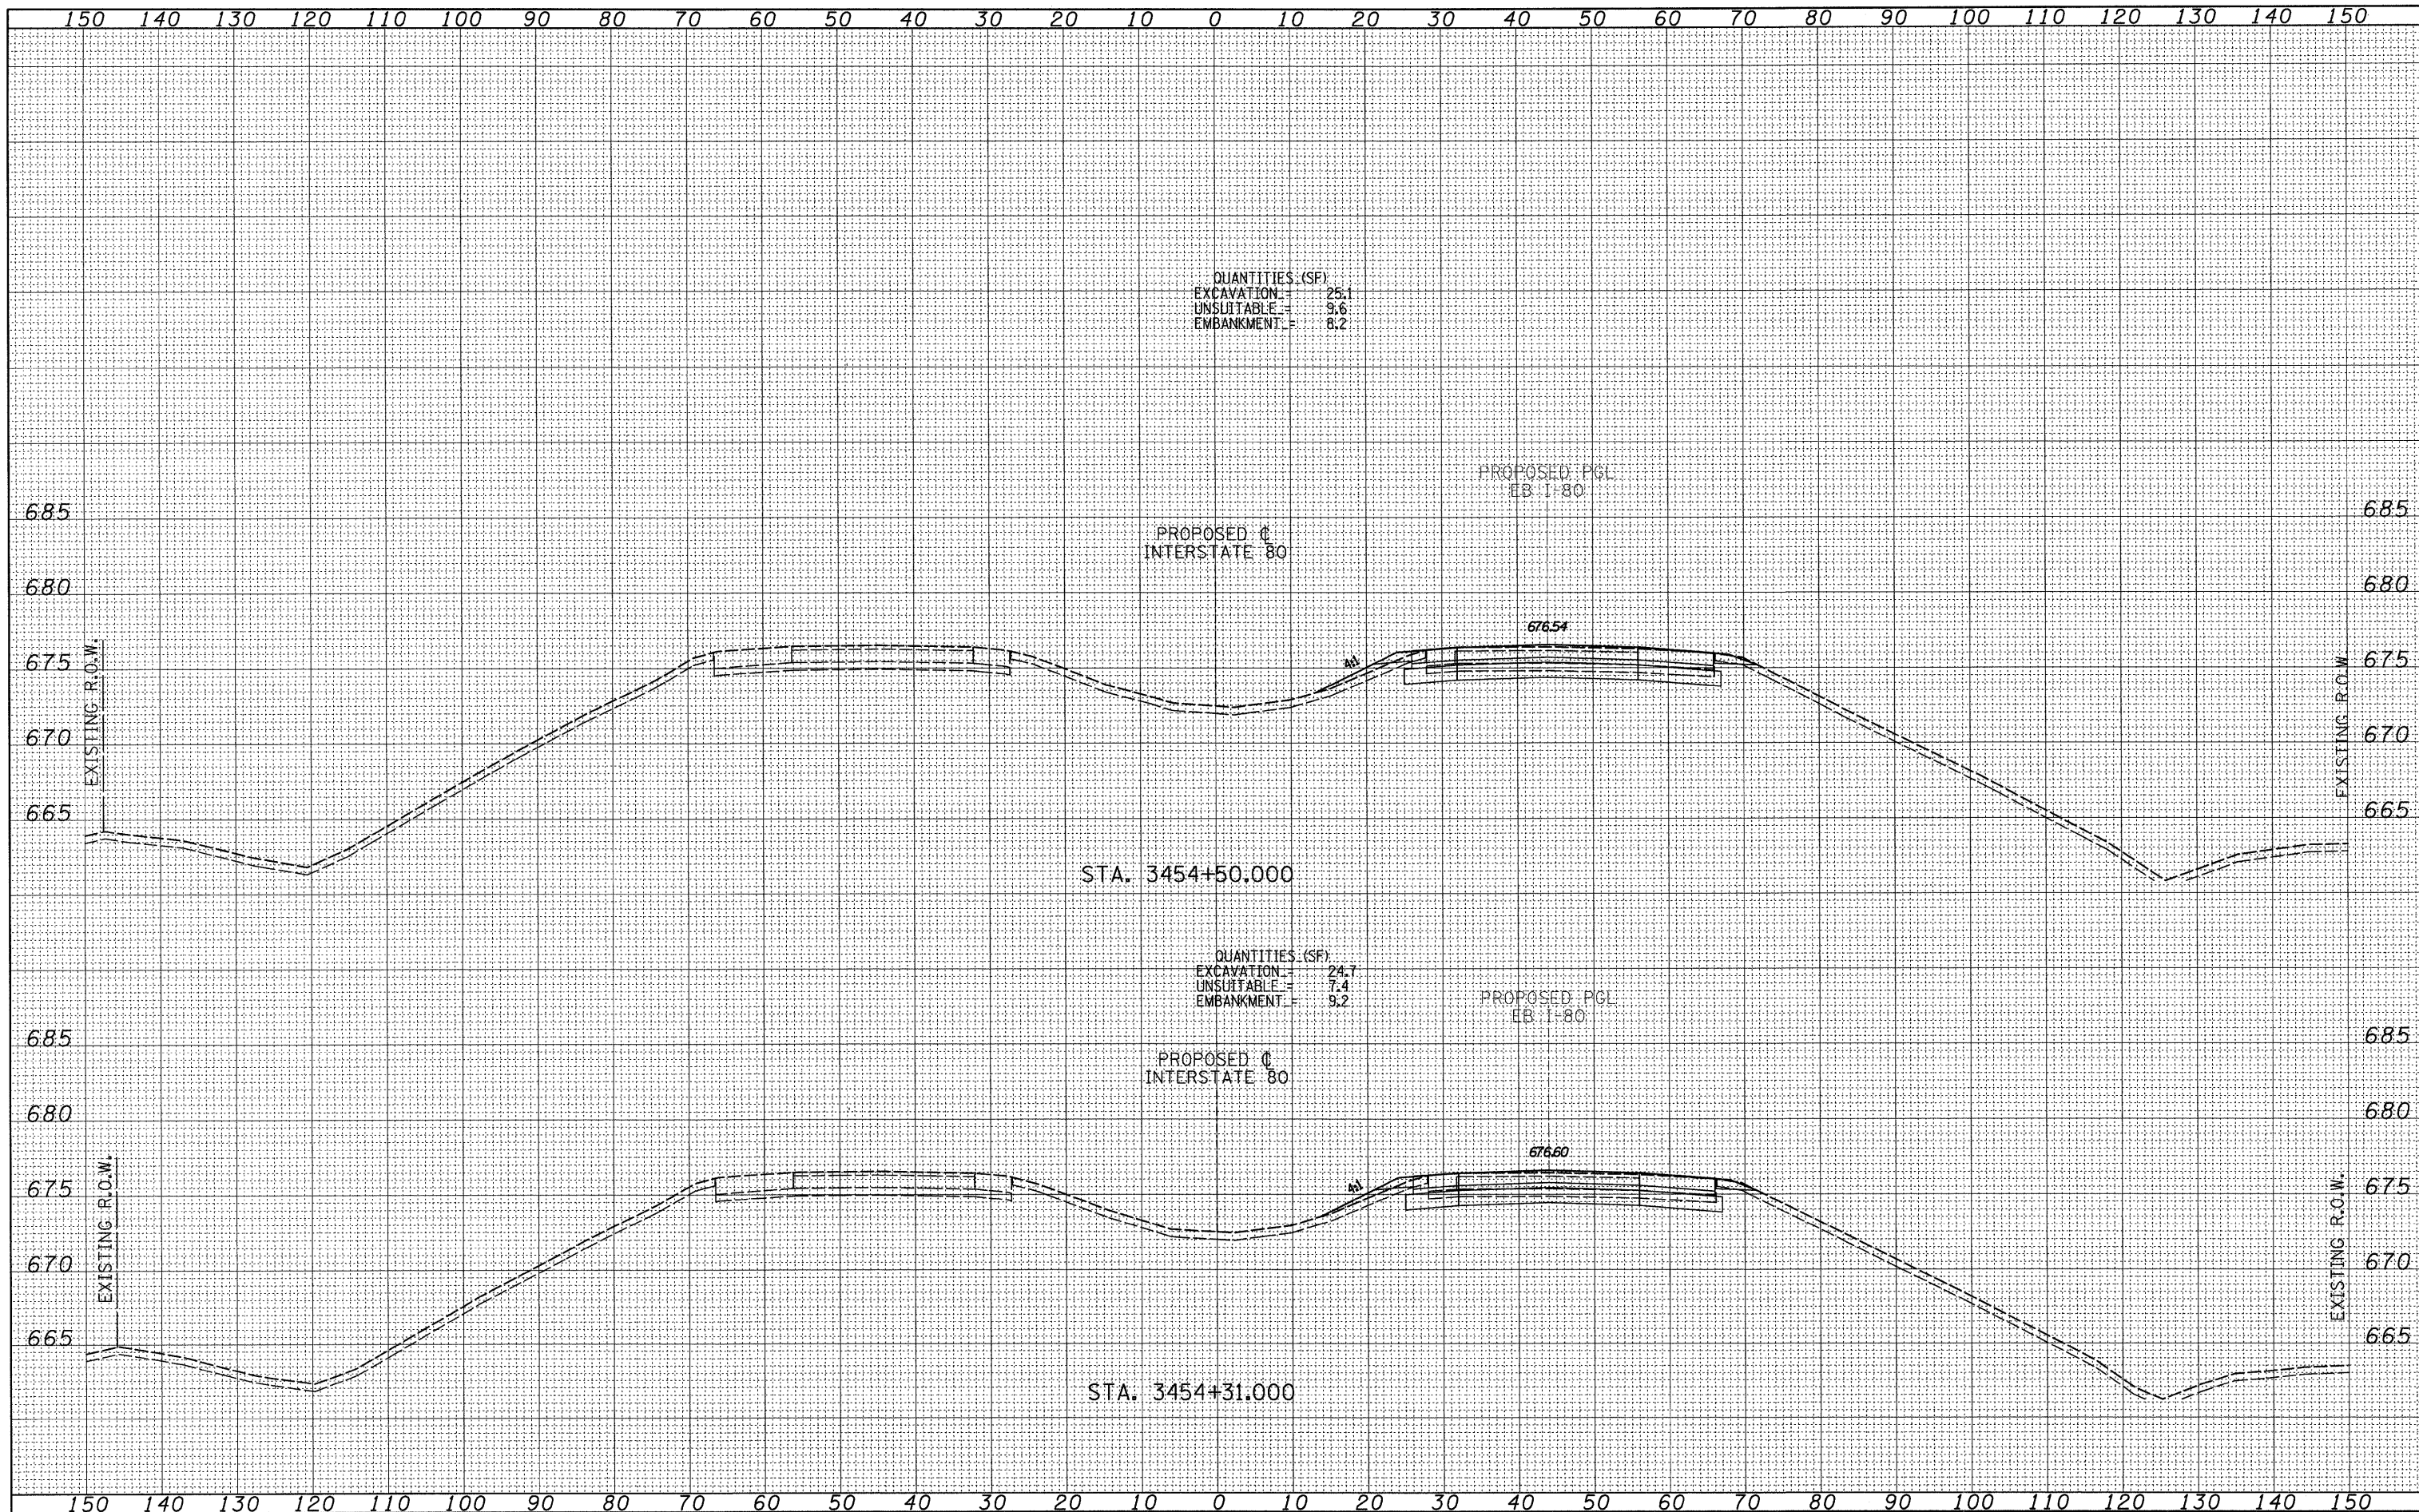 150 140 130 120 110 100 90 80 70 60 50 40 30 20 10 0 10 20 30 40 50 60 70 80 90 100 110 120 130 140 150
QUANTITIES (SF)
EXCAVATION = 25.1
UNSUITABLE = 9.6
EMBANKMENT = 8.2
PROPOSED PGL
EB I-80
685 685
PROPOSED ℄
INTERSTATE 80
680 680
676.54
EXISTING R.O.W.
675 4:1 675
EXISTING R.O.W
670 670
665 665
STA. 3454+50.000
QUANTITIES (SF)
EXCAVATION = 24.7
UNSUITABLE = 7.4
EMBANKMENT = 9.2
PROPOSED PGL
EB I-80
685 685
PROPOSED ℄
INTERSTATE 80
680 680
676.60
EXISTING R.O.W.
675 4:1 675
EXISTING R.O.W.
670 670
665 665
STA. 3454+31.000
150 140 130 120 110 100 90 80 70 60 50 40 30 20 10 0 10 20 30 40 50 60 70 80 90 100 110 120 130 140 150